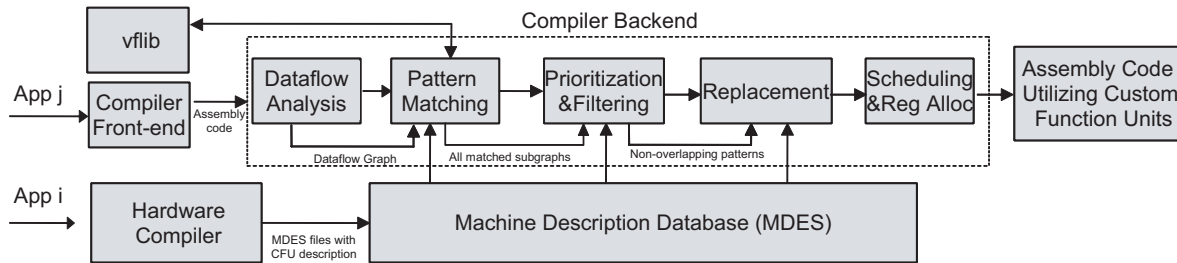 Compiler Backend
vflib
App j
Compiler
Front-end
Assembly
code
Dataflow
Analysis
Pattern
Matching
Prioritization
&Filtering
Replacement
Scheduling
&Reg Alloc
Assembly Code
Utilizing Custom
Function Units
Dataflow Graph
All matched subgraphs
Non-overlapping patterns
App i
Hardware
Compiler
MDES files with
CFU description
Machine Description Database (MDES)